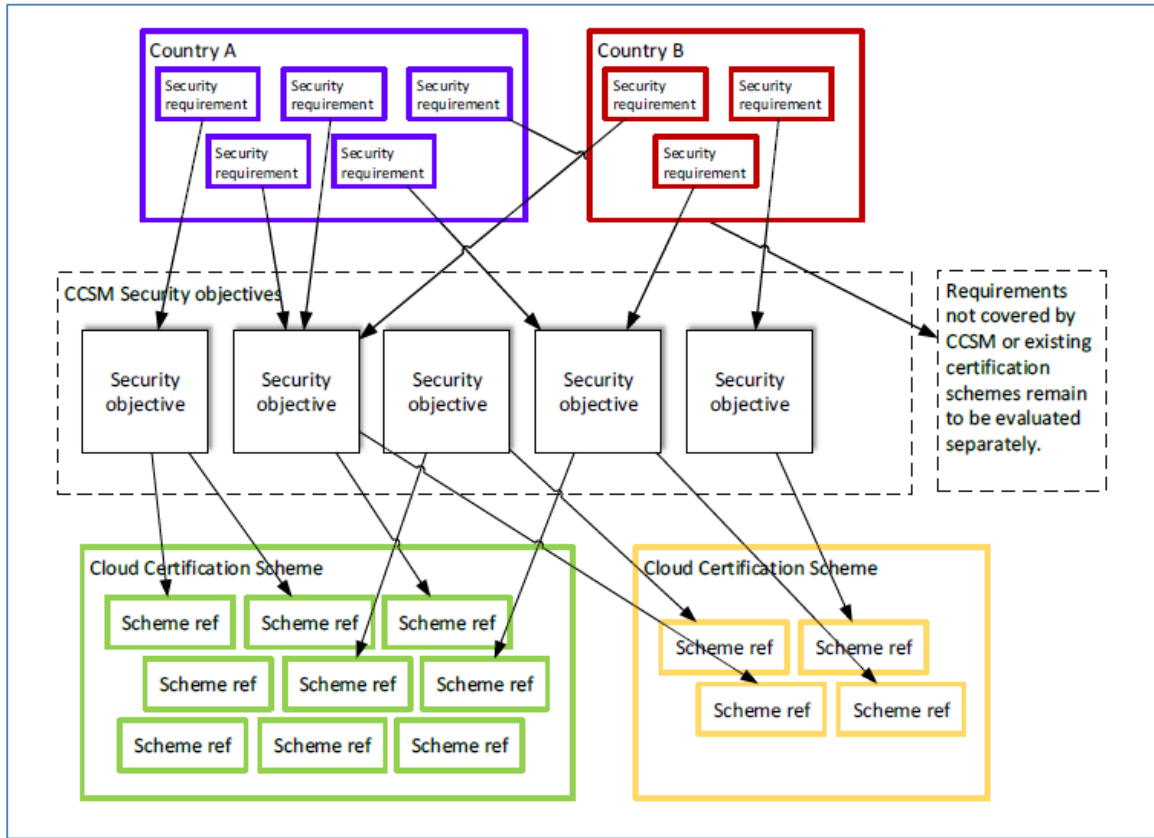 Country A
Country B
Security
requirement
Security
requirement
Security
requirement
Security
requirement
Security
requirement
Security
requirement
Security
requirement
Security
requirement
CCSM Security objectives
Requirements
not covered by
CCSM or existing
certification
schemes remain
to be evaluated
separately.
Security
objective
Security
objective
Security
objective
Security
objective
Security
objective
Cloud Certification Scheme
Cloud Certification Scheme
Scheme ref
Scheme ref
Scheme ref
Scheme ref
Scheme ref
Scheme ref
Scheme ref
Scheme ref
Scheme ref
Scheme ref
Scheme ref
Scheme ref
Scheme ref